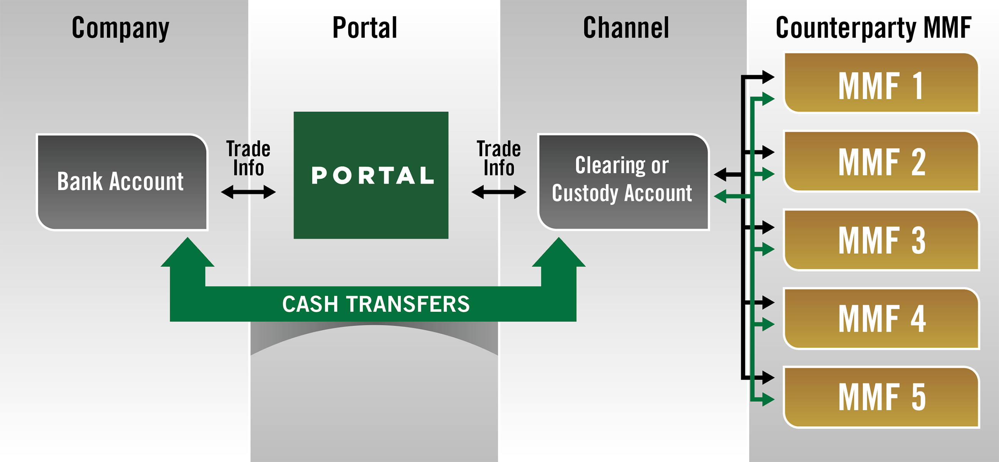 Company
Portal
Channel
Counterparty MMF
Bank Account
Trade
Info
PORTAL
Trade
Info
Clearing or
Custody Account
CASH TRANSFERS
MMF 1
MMF 2
MMF 3
MMF 4
MMF 5